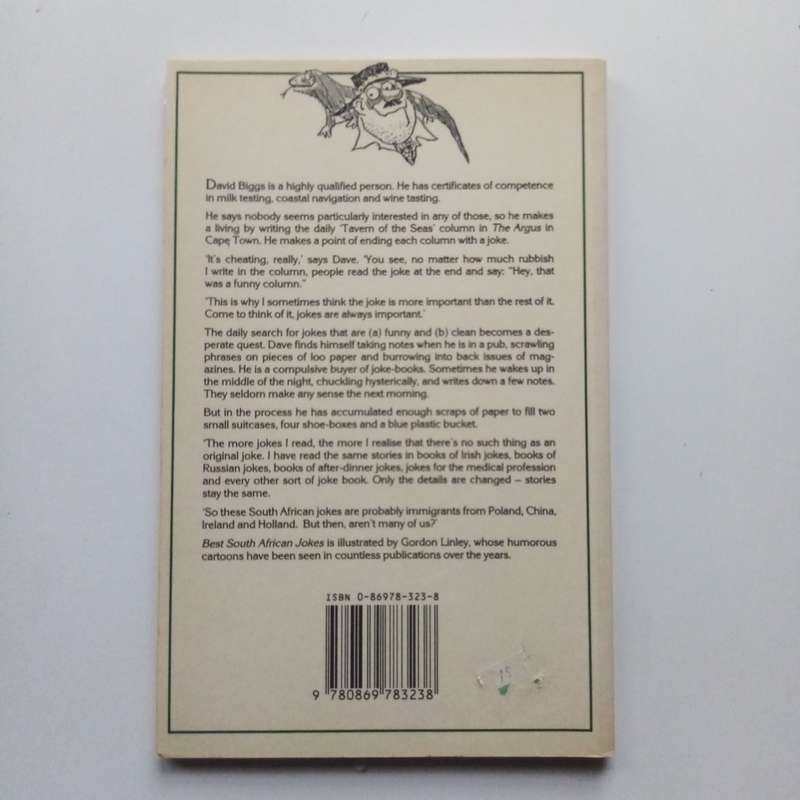 David Biggs is a highly qualified person. He has certificates of competence
in milk testing, coastal navigation and wine tasting.
He says nobody seems particularly interested in any of those, so he makes
a living by writing the daily 'Tavern of the Seas' column in The Argus in
Cape Town. He makes a point of ending each column with a joke.
'It's cheating, really,' says Dave. 'You see, no matter how much rubbish
I write in the column, people read the joke at the end and say: "Hey, that
was a funny column."
'This is why I sometimes think the joke is more important than the rest of it.
Come to think of it, jokes are always important.'
The daily search for jokes that are (a) funny and (b) clean becomes a des-
perate quest. Dave finds himself taking notes when he is in a pub, scrawling
phrases on pieces of loo paper and burrowing into back issues of mag-
azines. He is a compulsive buyer of joke-books. Sometimes he wakes up in
the middle of the night, chuckling hysterically, and writes down a few notes.
They seldom make any sense the next morning.
But in the process he has accumulated enough scraps of paper to fill two
small suitcases, four shoe-boxes and a blue plastic bucket.
'The more jokes I read, the more I realise that there's no such thing as an
original joke. I have read the same stories in books of Irish jokes, books of
Russian jokes, books of after-dinner jokes, jokes for the medical profession
and every other sort of joke book. Only the details are changed – stories
stay the same.
'So these South African jokes are probably immigrants from Poland, China,
Ireland and Holland. But then, aren't many of us?'
Best South African Jokes is illustrated by Gordon Linley, whose humorous
cartoons have been seen in countless publications over the years.
ISBN 0-86978-323-8
9 780869 783238
15